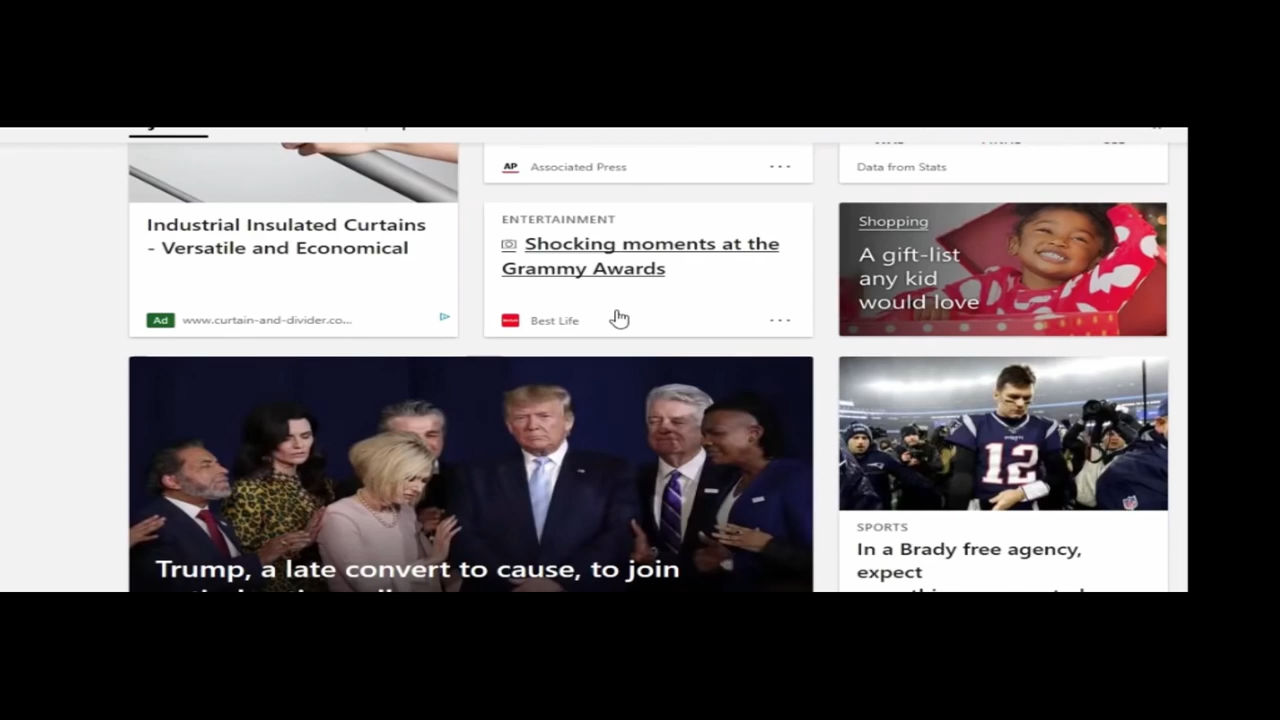 AP Associated Press ...
Data from Stats
Industrial Insulated Curtains
- Versatile and Economical
Ad www.curtain-and-divider.co...
ENTERTAINMENT
Shocking moments at the
Grammy Awards
Best Life ...
Shopping
A gift-list
any kid
would love
Trump, a late convert to cause, to join
12
SPORTS
In a Brady free agency,
expect